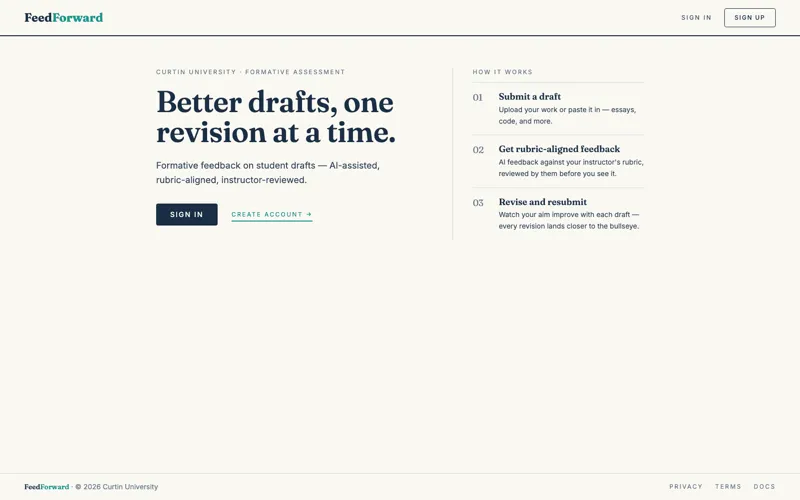 FeedForward
SIGN IN
SIGN UP
CURTIN UNIVERSITY · FORMATIVE ASSESSMENT
Better drafts, one
revision at a time.
Formative feedback on student drafts — AI-assisted,
rubric-aligned, instructor-reviewed.
SIGN IN
CREATE ACCOUNT →
HOW IT WORKS
01
Submit a draft
Upload your work or paste it in — essays,
code, and more.
02
Get rubric-aligned feedback
AI feedback against your instructor's rubric,
reviewed by them before you see it.
03
Revise and resubmit
Watch your aim improve with each draft —
every revision lands closer to the bullseye.
FeedForward · © 2026 Curtin University
PRIVACY
TERMS
DOCS